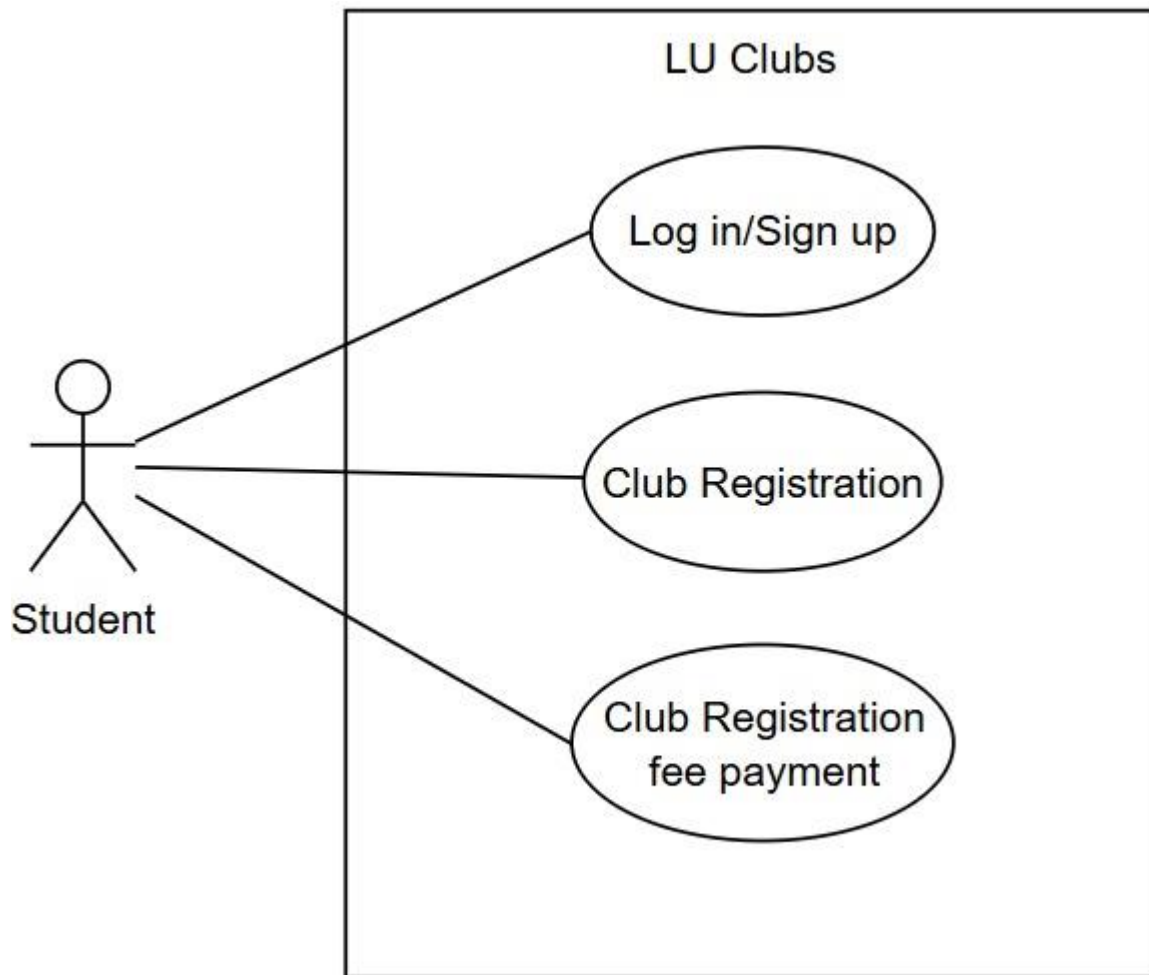 LU Clubs
Log in/Sign up
Club Registration
Student
Club Registration
fee payment